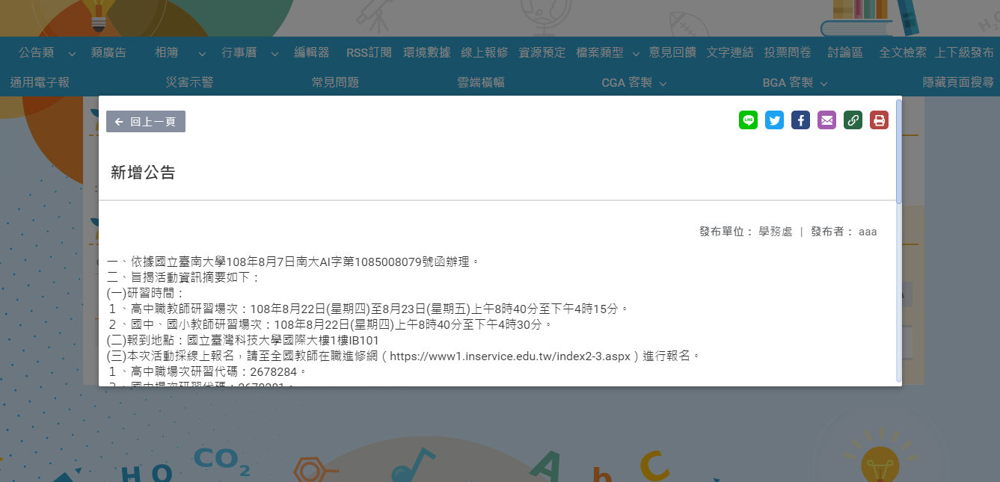 公告類 類廣告 相簿 行事曆 編輯器 RSS訂閱 環境數據 線上報修 資源預定 檔案類型 意見回饋 文字連結 投票問卷 討論區 全文檢索 上下級發布
通用電子報 災害示警 常見問題 雲端橫幅 CGA 客製 BGA 客製 隱藏頁面搜尋
回上一頁
LINE
新增公告
發布單位： 學務處 | 發布者： aaa
一、依據國立臺南大學108年8月7日南大AI字第1085008079號函辦理。
二、旨揭活動資訊摘要如下：
(一)研習時間：
１、高中職教師研習場次：108年8月22日(星期四)至8月23日(星期五)上午8時40分至下午4時15分。
２、國中、國小教師研習場次：108年8月22日(星期四)上午8時40分至下午4時30分。
(二)報到地點：國立臺灣科技大學國際大樓1樓IB101
(三)本次活動採線上報名，請至全國教師在職進修網（https://www1.inservice.edu.tw/index2-3.aspx）進行報名。
１、高中職場次研習代碼：2678284。
２、國中場次研習代碼：2678281。
H O
CO2
A b C